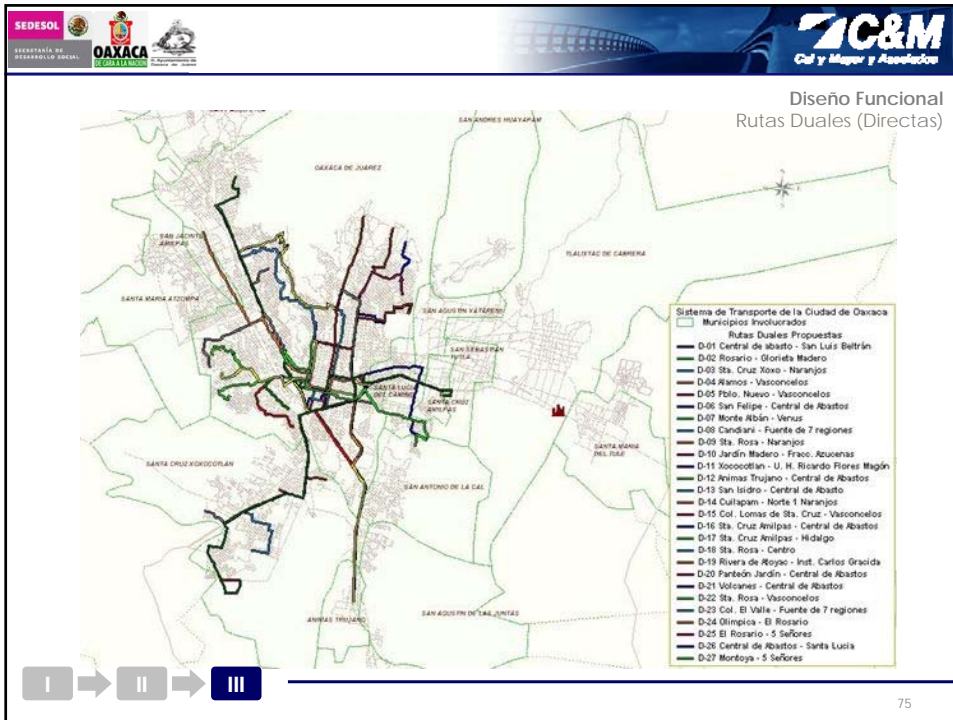 SEDESOL
SECRETARÍA DE
DESARROLLO SOCIAL
OAXACA
DE CARA A LA NACION
H. Ayuntamiento de
Oaxaca de Juárez
C&M
Cal y Mayor y Asociados
Diseño Funcional
Rutas Duales (Directas)
SAN ANDRES HUAYAPAM
OAXACA DE JUÁREZ
SAN JACINTO
AMILPAS
TLALIXTAC DE CABRERA
SANTA MARIA ATZOMPA
SAN AGUSTIN YATARENI
SAN SEBASTIAN
TUTLA
SANTA LUCIA
DEL CAMINO
SANTA CRUZ
AMILPAS
SANTA MARIA
DEL TULE
SANTA CRUZ XOXOCOTLAN
SAN ANTONIO DE LA CAL
ANIMAS TRUJANO
SAN AGUSTIN DE LAS JUNTAS
Sistema de Transporte de la Ciudad de Oaxaca
Municipios Involucrados
Rutas Duales Propuestas
D-01 Central de abasto - San Luis Beltrán
D-02 Rosario - Glorieta Madero
D-03 Sta. Cruz Xoxo - Naranjos
D-04 Alamos - Vasconcelos
D-05 Pblo. Nuevo - Vasconcelos
D-06 San Felipe - Central de Abastos
D-07 Monte Albán - Venus
D-08 Candiani - Fuente de 7 regiones
D-09 Sta. Rosa - Naranjos
D-10 Jardín Madero - Fracc. Azucenas
D-11 Xococotlan - U. H. Ricardo Flores Magón
D-12 Animas Trujano - Central de Abastos
D-13 San Isidro - Central de Abasto
D-14 Cuilapam - Norte 1 Naranjos
D-15 Col. Lomas de Sta. Cruz - Vasconcelos
D-16 Sta. Cruz Amilpas - Central de Abastos
D-17 Sta. Cruz Amilpas - Hidalgo
D-18 Sta. Rosa - Centro
D-19 Rivera de Atoyac - Inst. Carlos Gracida
D-20 Panteón Jardín - Central de Abastos
D-21 Volcanes - Central de Abastos
D-22 Sta. Rosa - Vasconcelos
D-23 Col. El Valle - Fuente de 7 regiones
D-24 Olimpica - El Rosario
D-25 El Rosario - 5 Señores
D-26 Central de Abastos - Santa Lucia
D-27 Montoya - 5 Señores
I II III
75